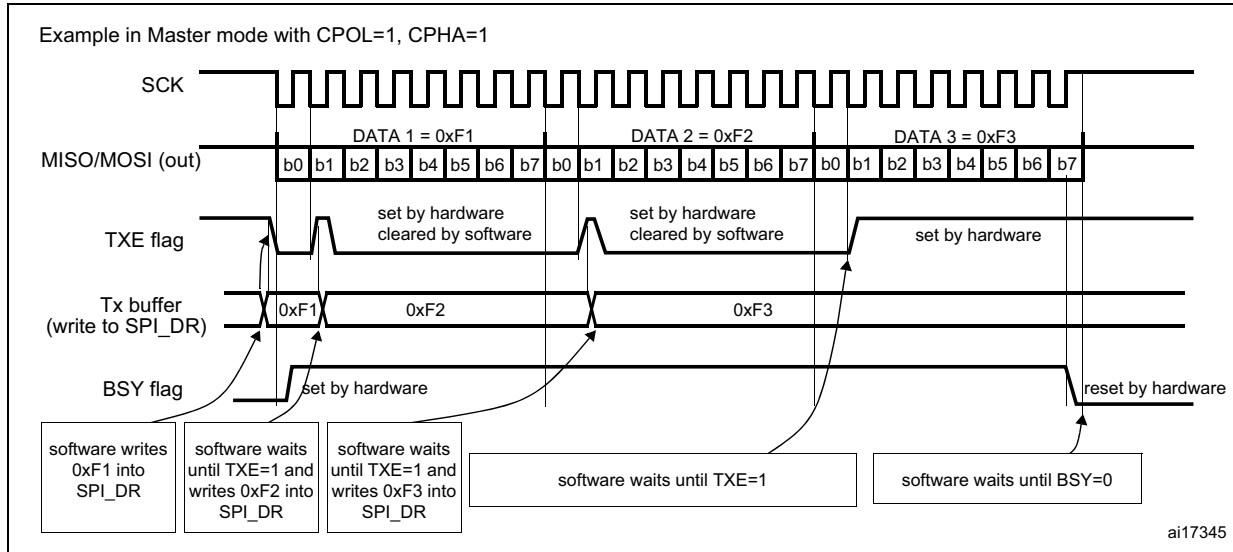 Example in Master mode with CPOL=1, CPHA=1
SCK
DATA 1 = 0xF1
DATA 2 = 0xF2
DATA 3 = 0xF3
MISO/MOSI (out)
b0 b1 b2 b3 b4 b5 b6 b7 b0 b1 b2 b3 b4 b5 b6 b7 b0 b1 b2 b3 b4 b5 b6 b7
TXE flag
set by hardware
cleared by software
set by hardware
cleared by software
set by hardware
Tx buffer
(write to SPI_DR)
0xF1
0xF2
0xF3
BSY flag
set by hardware
reset by hardware
software writes
0xF1 into
SPI_DR
software waits
until TXE=1 and
writes 0xF2 into
SPI_DR
software waits
until TXE=1 and
writes 0xF3 into
SPI_DR
software waits until TXE=1
software waits until BSY=0
ai17345